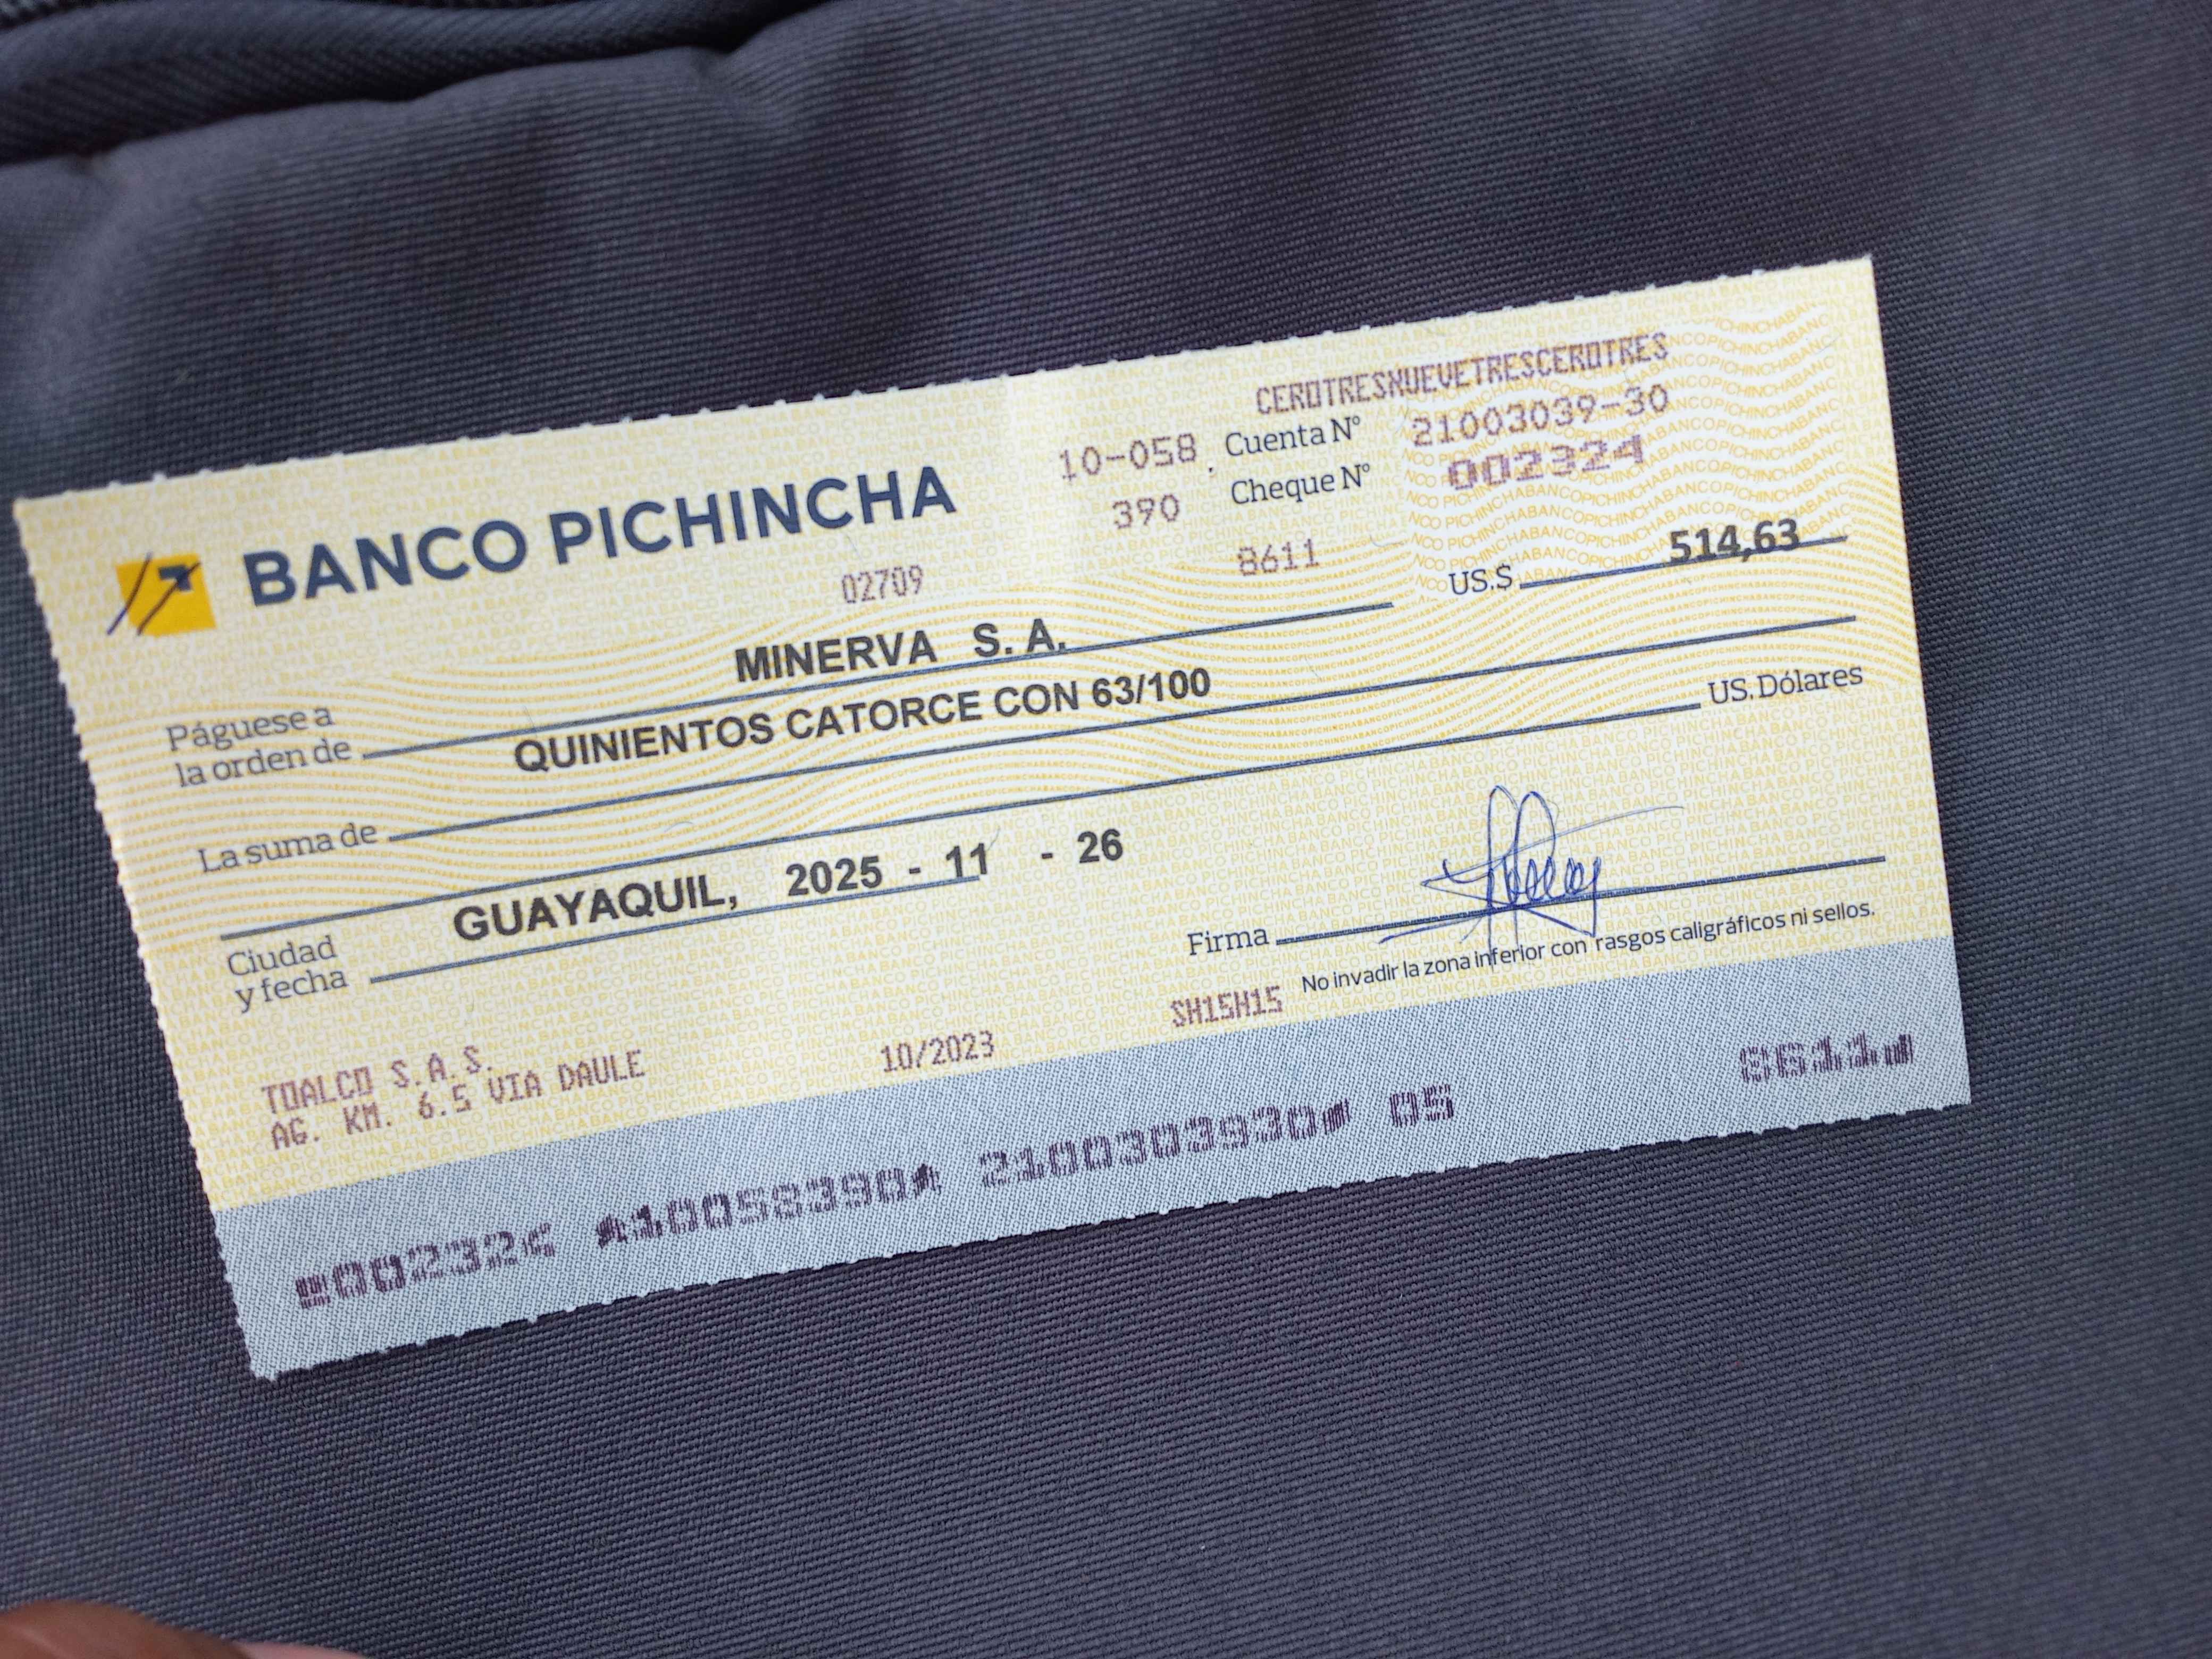 CEROTRESNUEVETRESCEROTRES
BANCO PICHINCHA
10-058. Cuenta Nº 21003039-30
390 Cheque Nº 002324
02709 8611
US.$ 514,63
Páguese a
la orden de MINERVA S. A.
La suma de QUINIENTOS CATORCE CON 63/100
US. Dólares
Ciudad
y fecha GUAYAQUIL, 2025 - 11 - 26
Firma
No invadir la zona inferior con rasgos caligráficos ni sellos.
TOALCO S.A.S. 10/2023 SH15H15
AG. KM. 6.5 VIA DAULE
002324 10058390 2100303930 05 8611